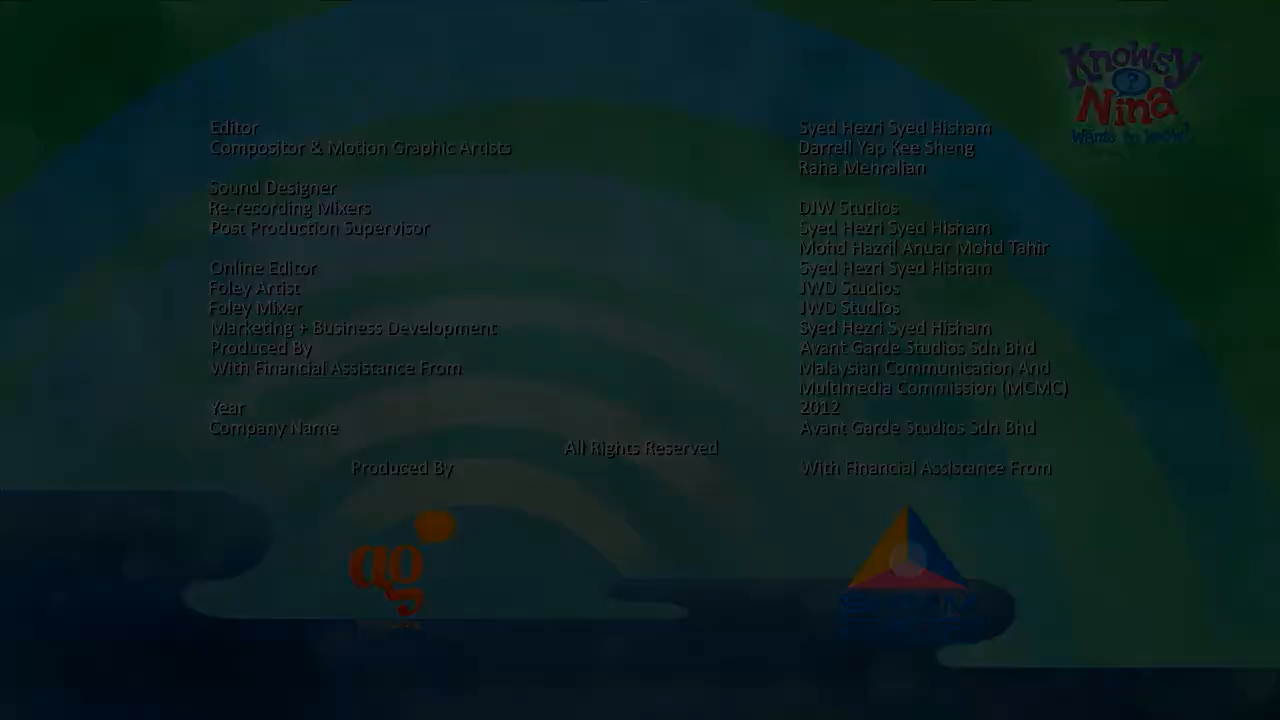 Knowsy
?
Nina
Wants to know!
Editor Syed Hezri Syed Hisham
Compositor & Motion Graphic Artists Darrell Yap Kee Sheng
Raha Menralian
Sound Designer
Re-recording Mixers DJW Studios
Post Production Supervisor Syed Hezri Syed Hisham
Mohd Hazril Anuar Mohd Tahir
Online Editor Syed Hezri Syed Hisham
Foley Artist JWD Studios
Foley Mixer JWD Studios
Marketing + Business Development Syed Hezri Syed Hisham
Produced By Avant Garde Studios Sdn Bhd
With Financial Assistance From Malaysian Communication And
Multimedia Commission (MCMC)
Year 2012
Company Name Avant Garde Studios Sdn Bhd
All Rights Reserved
Produced By With Financial Assistance From
ag